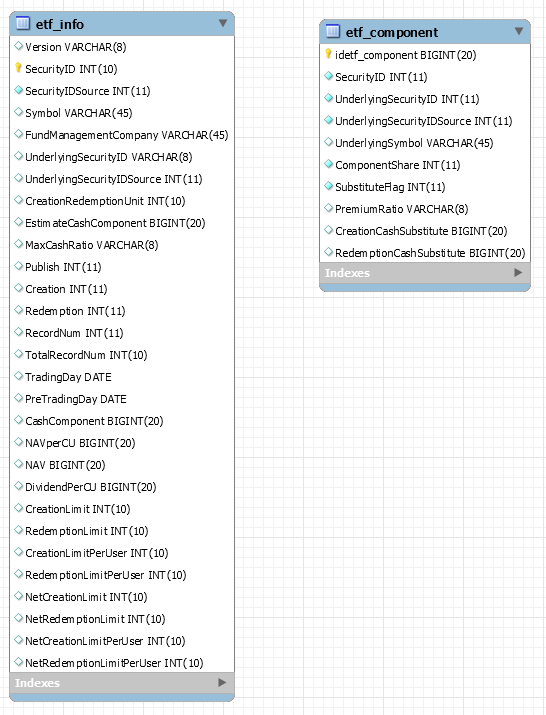 etf_info
Version VARCHAR(8)
SecurityID INT(10)
SecurityIDSource INT(11)
Symbol VARCHAR(45)
FundManagementCompany VARCHAR(45)
UnderlyingSecurityID VARCHAR(8)
UnderlyingSecurityIDSource INT(11)
CreationRedemptionUnit INT(10)
EstimateCashComponent BIGINT(20)
MaxCashRatio VARCHAR(8)
Publish INT(11)
Creation INT(11)
Redemption INT(11)
RecordNum INT(11)
TotalRecordNum INT(10)
TradingDay DATE
PreTradingDay DATE
CashComponent BIGINT(20)
NAVperCU BIGINT(20)
NAV BIGINT(20)
DividendPerCU BIGINT(20)
CreationLimit INT(10)
RedemptionLimit INT(10)
CreationLimitPerUser INT(10)
RedemptionLimitPerUser INT(10)
NetCreationLimit INT(10)
NetRedemptionLimit INT(10)
NetCreationLimitPerUser INT(10)
NetRedemptionLimitPerUser INT(10)
Indexes
etf_component
idetf_component BIGINT(20)
SecurityID INT(11)
UnderlyingSecurityID INT(11)
UnderlyingSecurityIDSource INT(11)
UnderlyingSymbol VARCHAR(45)
ComponentShare INT(11)
SubstituteFlag INT(11)
PremiumRatio VARCHAR(8)
CreationCashSubstitute BIGINT(20)
RedemptionCashSubstitute BIGINT(20)
Indexes